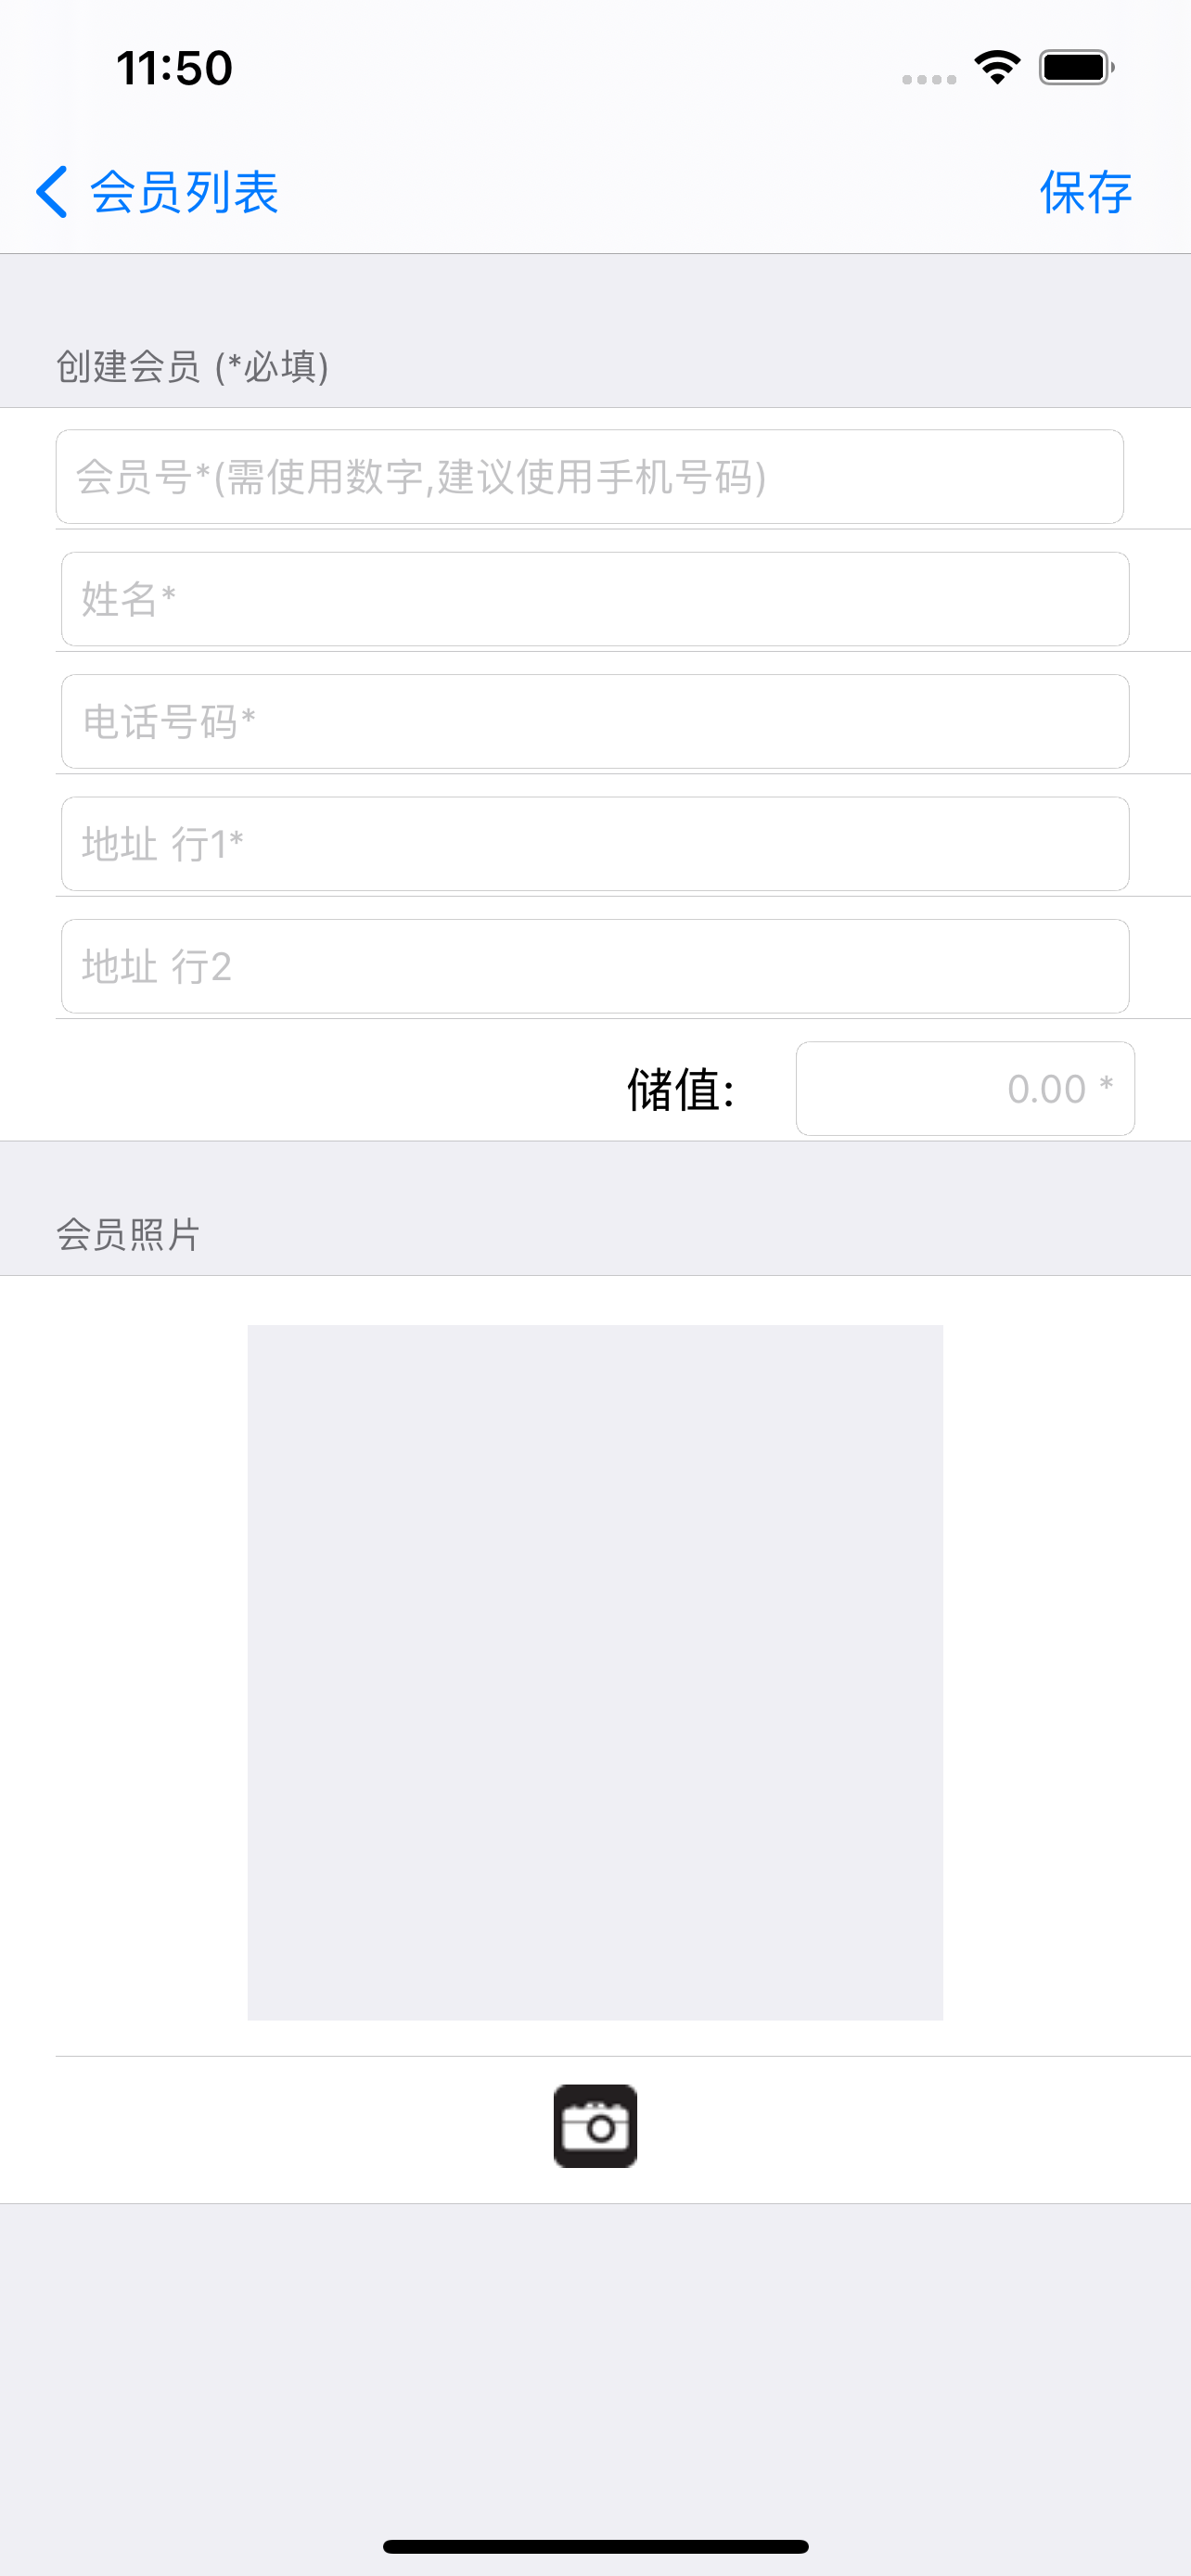 11:50
会员列表
保存
创建会员 (*必填)
会员号*(需使用数字,建议使用手机号码)
姓名*
电话号码*
地址 行1*
地址 行2
储值:
0.00 *
会员照片